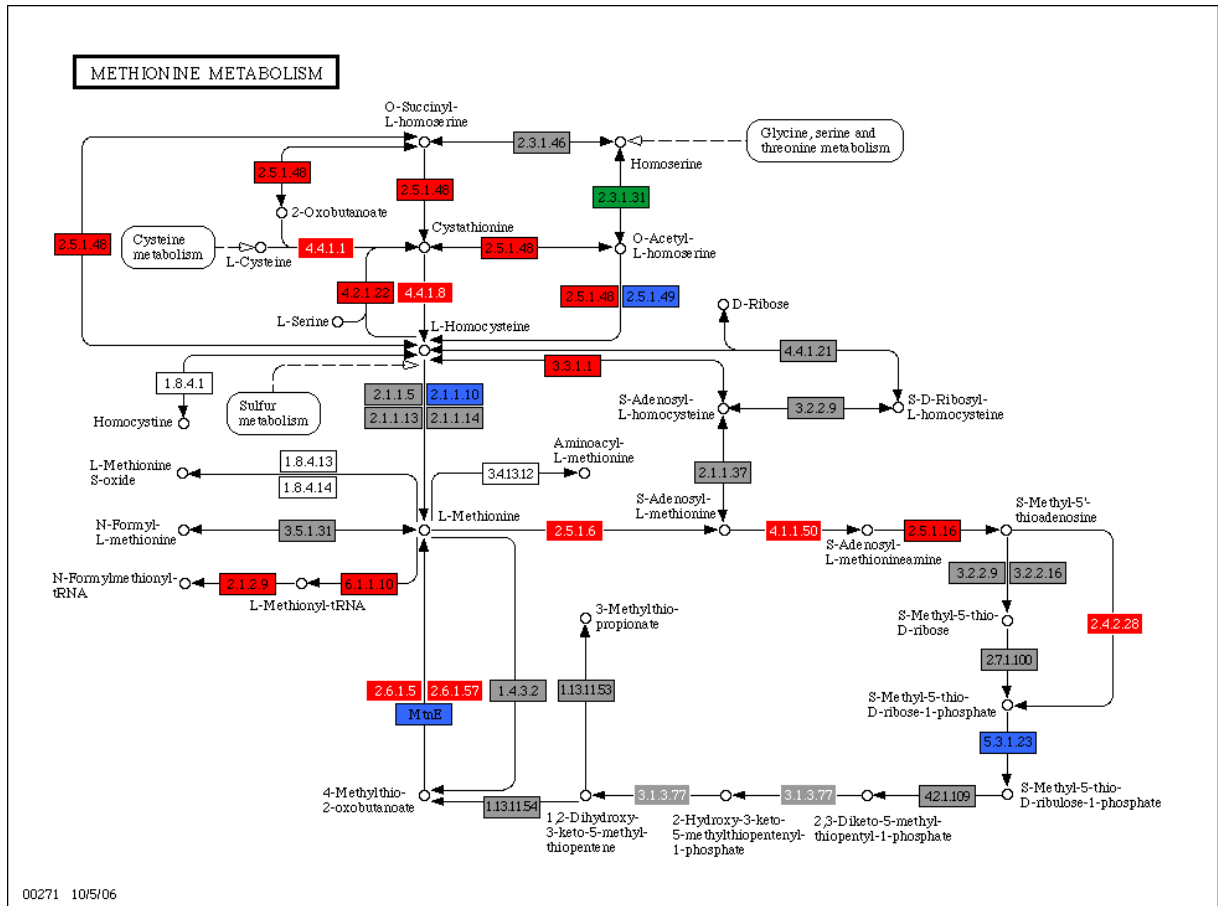 METHIONINE METABOLISM
O-Succinyl-
L-homoserine
2.3.1.46
Homoserine
Glycine, serine and
threonine metabolism
2.5.1.48
2.5.1.48
2.3.1.31
2-Oxobutanoate
Cystathionine
O-Acetyl-
L-homoserine
2.5.1.48
Cysteine
metabolism
L-Cysteine
4.4.1.1
2.5.1.48
4.2.1.22
4.4.1.8
2.5.1.48
2.5.1.49
L-Serine
L-Homocysteine
D-Ribose
4.4.1.21
3.3.1.1
1.8.4.1
Homocystine
Sulfur
metabolism
2.1.1.5
2.1.1.10
2.1.1.13
2.1.1.14
S-Adenosyl-
L-homocysteine
3.2.2.9
S-D-Ribosyl-
L-homocysteine
L-Methionine
S-oxide
1.8.4.13
1.8.4.14
3.4.13.12
Aminoacyl-
L-methionine
2.1.1.37
N-Formyl-
L-methionine
3.5.1.31
L-Methionine
2.5.1.6
S-Adenosyl-
L-methionine
4.1.1.50
S-Adenosyl-
L-methionineamine
2.5.1.16
S-Methyl-5'-
thioadenosine
N-Formylmethionyl-
tRNA
2.1.2.9
L-Methionyl-tRNA
6.1.1.10
3.2.2.9
3.2.2.16
3-Methylthio-
propionate
S-Methyl-5-thio-
D-ribose
2.4.2.28
2.7.1.100
2.6.1.5
2.6.1.57
1.4.3.2
1.13.11.53
MtnE
S-Methyl-5-thio-
D-ribose-1-phosphate
5.3.1.23
4-Methylthio-
2-oxobutanoate
1.13.11.54
1,2-Dihydroxy-
3-keto-5-methyl-
thiopentene
3.1.3.77
2-Hydroxy-3-keto-
5-methylthiopentenyl-
1-phosphate
3.1.3.77
2,3-Diketo-5-methyl-
thiopentyl-1-phosphate
4.2.1.109
S-Methyl-5-thio-
D-ribulose-1-phosphate
00271 10/5/06